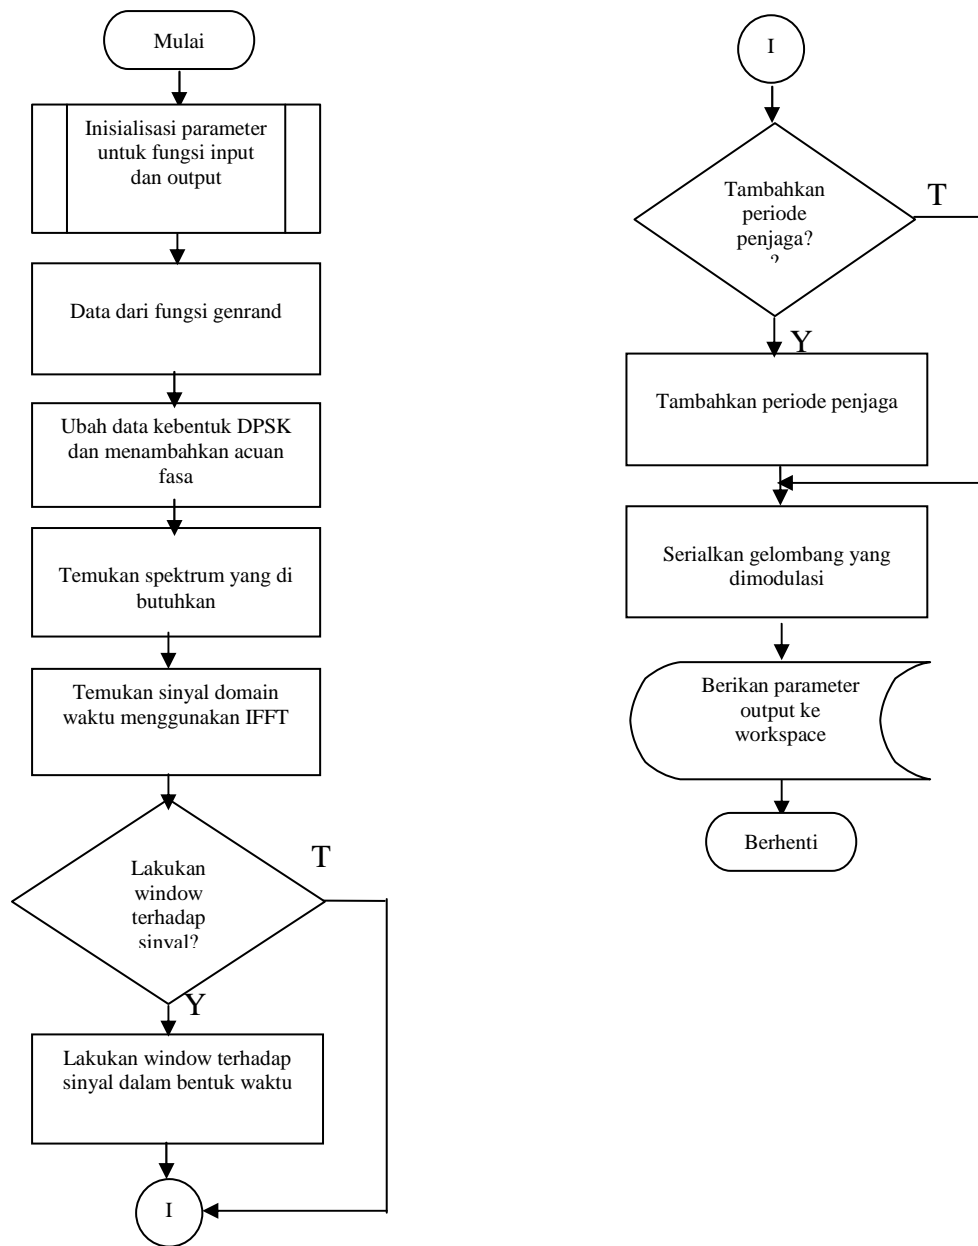 Mulai
Inisialisasi parameter
untuk fungsi input
dan output
Data dari fungsi genrand
Ubah data kebentuk DPSK
dan menambahkan acuan
fasa
Temukan spektrum yang di
butuhkan
Temukan sinyal domain
waktu menggunakan IFFT
Lakukan
window
terhadap
sinyal?
T
Y
Lakukan window terhadap
sinyal dalam bentuk waktu
I
I
Tambahkan
periode
penjaga?
?
T
Y
Tambahkan periode penjaga
Serialkan gelombang yang
dimodulasi
Berikan parameter
output ke
workspace
Berhenti